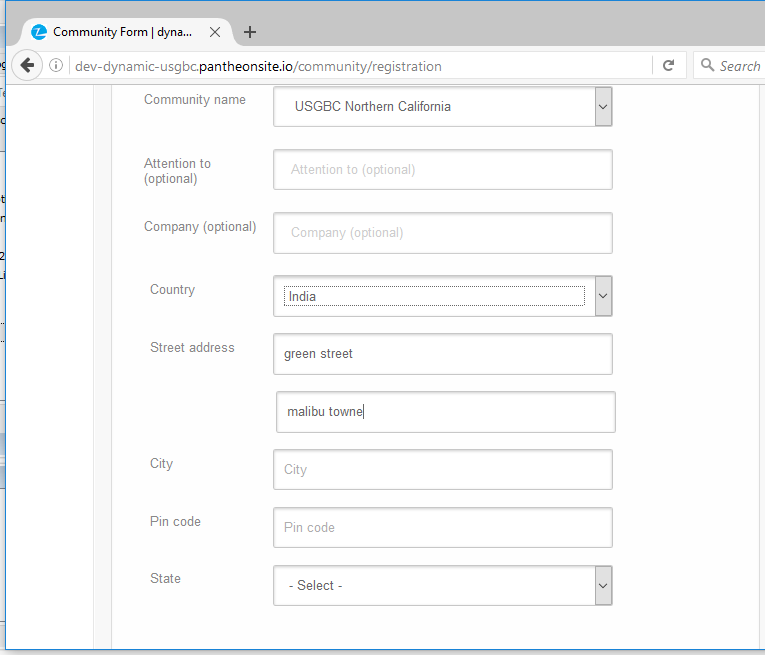 Community Form | dyna...
dev-dynamic-usgbc.pantheonsite.io/community/registration
Search
Community name
USGBC Northern California
Attention to
(optional)
Attention to (optional)
Company (optional)
Company (optional)
Country
India
Street address
green street
malibu towne
City
City
Pin code
Pin code
State
- Select -